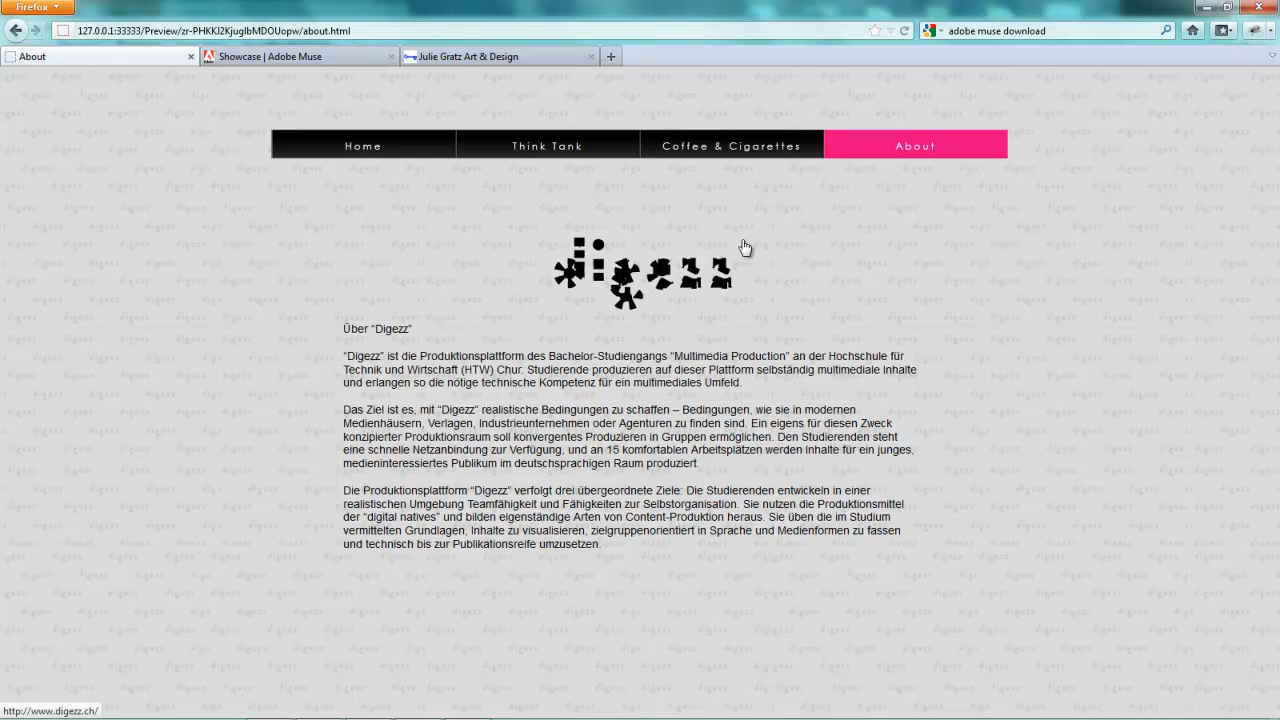 Firefox
127.0.0.1:33333/Preview/zr-PHKKJ2KjuglbMDOUopw/about.html
adobe muse download
About
Showcase | Adobe Muse
Julie Gratz Art & Design
Home
Think Tank
Coffee & Cigarettes
About
digezz
Über “Digezz”
“Digezz” ist die Produktionsplattform des Bachelor-Studiengangs “Multimedia Production” an der Hochschule für
Technik und Wirtschaft (HTW) Chur. Studierende produzieren auf dieser Plattform selbständig multimediale Inhalte
und erlangen so die nötige technische Kompetenz für ein multimediales Umfeld.
Das Ziel ist es, mit “Digezz” realistische Bedingungen zu schaffen – Bedingungen, wie sie in modernen
Medienhäusern, Verlagen, Industrieunternehmen oder Agenturen zu finden sind. Ein eigens für diesen Zweck
konzipierter Produktionsraum soll konvergentes Produzieren in Gruppen ermöglichen. Den Studierenden steht
eine schnelle Netzanbindung zur Verfügung, und an 15 komfortablen Arbeitsplätzen werden Inhalte für ein junges,
medieninteressiertes Publikum im deutschsprachigen Raum produziert.
Die Produktionsplattform “Digezz” verfolgt drei übergeordnete Ziele: Die Studierenden entwickeln in einer
realistischen Umgebung Teamfähigkeit und Fähigkeiten zur Selbstorganisation. Sie nutzen die Produktionsmittel
der “digital natives” und bilden eigenständige Arten von Content-Produktion heraus. Sie üben die im Studium
vermittelten Grundlagen, Inhalte zu visualisieren, zielgruppenorientiert in Sprache und Medienformen zu fassen
und technisch bis zur Publikationsreife umzusetzen.
http://www.digezz.ch/